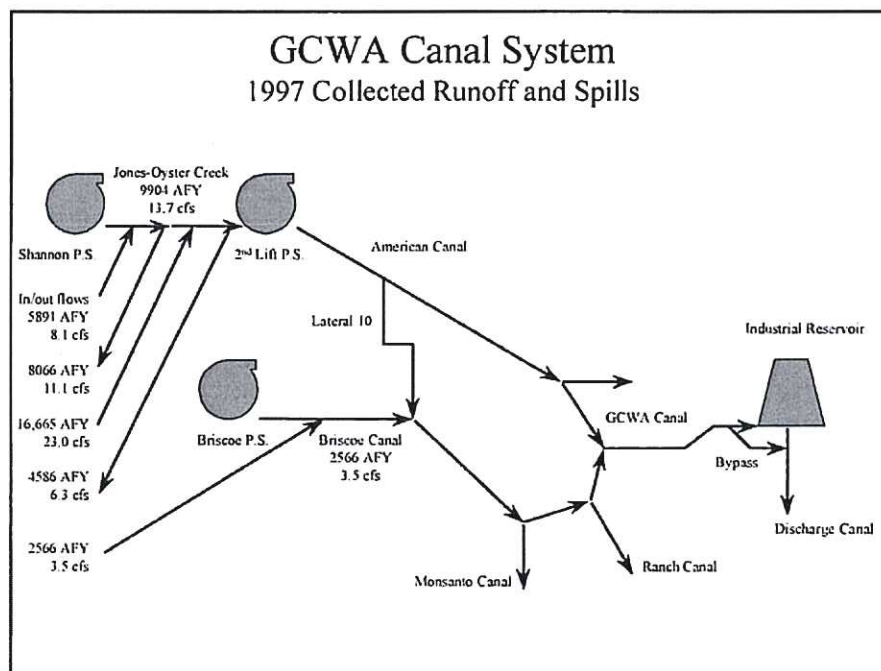 GCWA Canal System
1997 Collected Runoff and Spills
Jones-Oyster Creek
9904 AFY
13.7 cfs
Shannon P.S.
2nd Lift P.S.
American Canal
In/out flows
5891 AFY
8.1 cfs
Lateral 10
Industrial Reservoir
8066 AFY
11.1 cfs
16,665 AFY
23.0 cfs
Briscoe P.S.
Briscoe Canal
2566 AFY
3.5 cfs
GCWA Canal
Bypass
4586 AFY
6.3 cfs
Discharge Canal
2566 AFY
3.5 cfs
Monsanto Canal
Ranch Canal